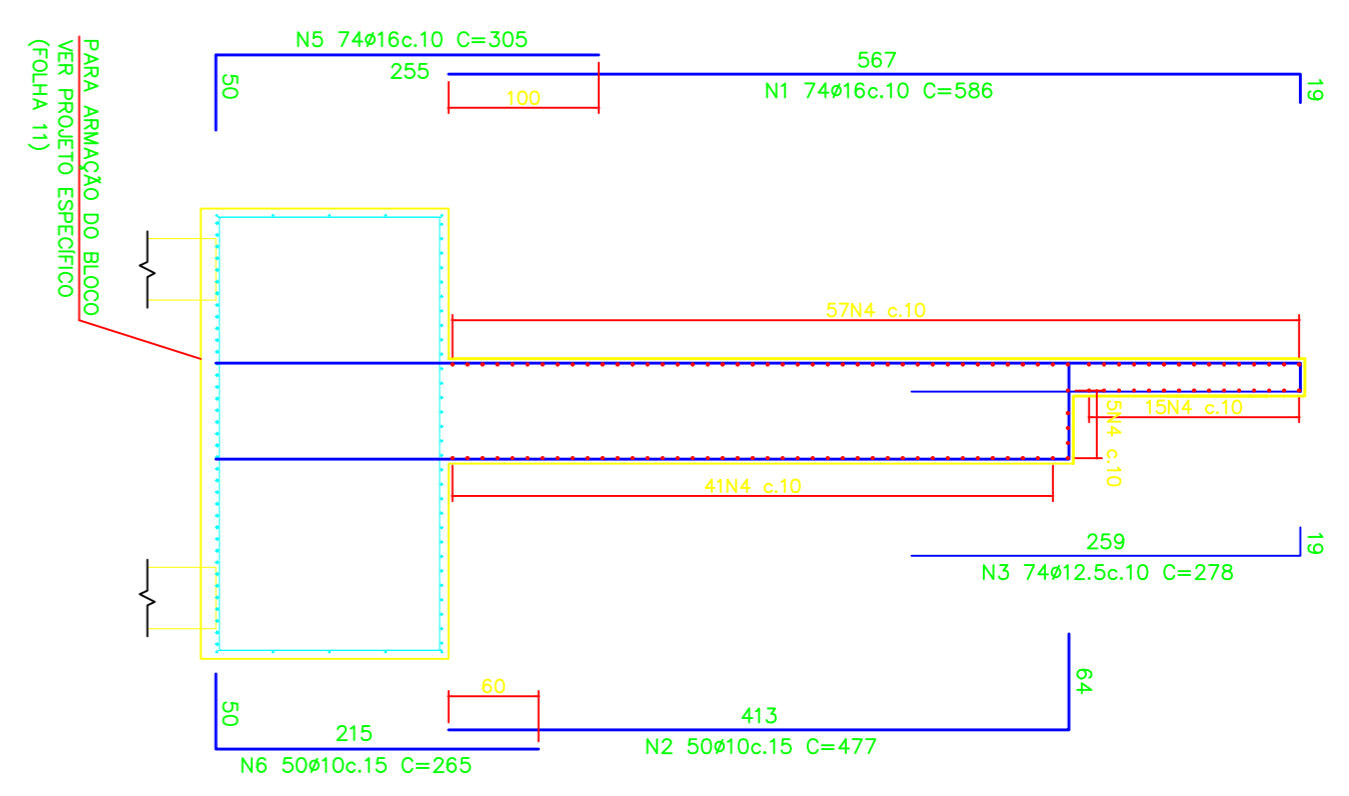 N5 74ø16c.10 C=305
255
50
567
N1 74ø16c.10 C=586
19
100
PARA ARMAÇÃO DO BLOCO
VER PROJETO ESPECÍFICO
(FOLHA 11)
57N4 c.10
15N4 c.10
5N4 c.10
41N4 c.10
259
19
N3 74ø12.5c.10 C=278
60
64
413
N2 50ø10c.15 C=477
50
215
N6 50ø10c.15 C=265